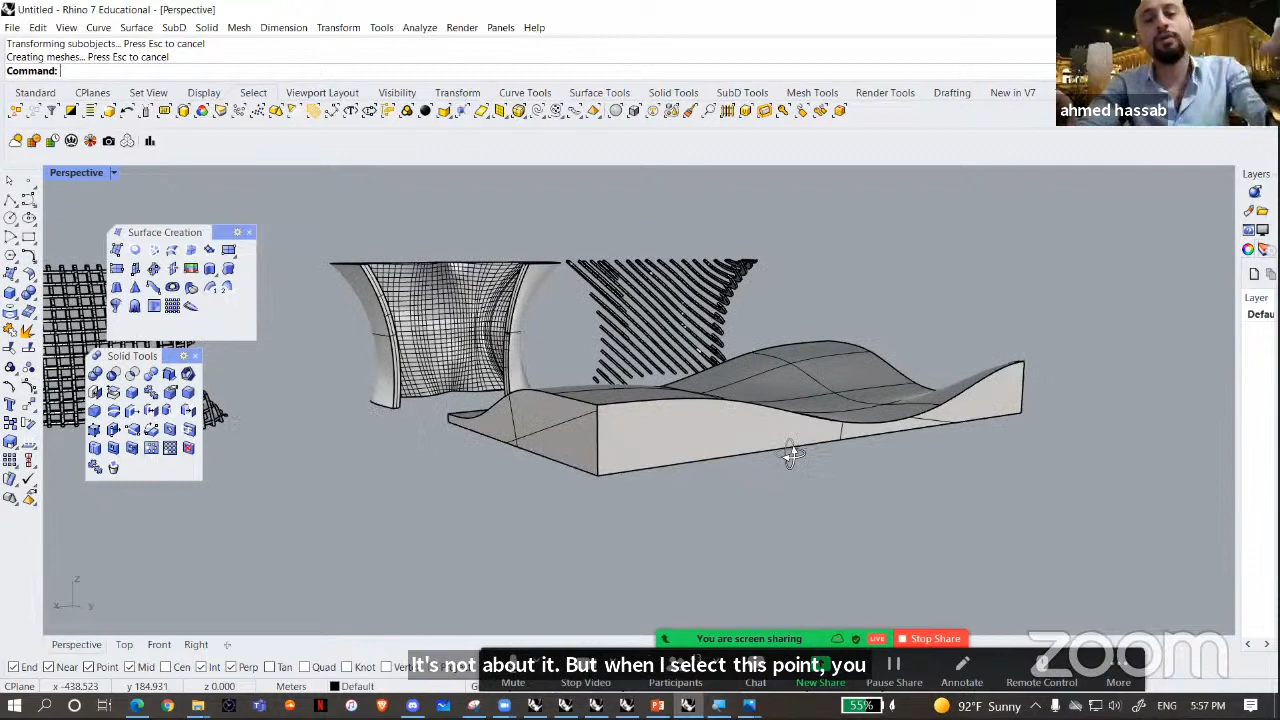 Untitled - Rhino 7 Educational - [Perspective]
File Edit View Curve Surface SubD Solid Mesh Dimension Transform Tools Analyze Render Panels Help
Transforming subobjects... Press Esc to cancel
Creating meshes... Press Esc to cancel
Command:
Standard CPlanes Set View Display Select Viewport Layout Visibility Transform Curve Tools Surface Tools Solid Tools SubD Tools Mesh Tools Render Tools Drafting New in V7
ahmed hassab
Perspective
Layers
Surface Creation
Layer
Defau
Solid Tools
z
x y
You are screen sharing LIVE Stop Share
Perspective Top Front Right
It's not about it. But when I select this point, you
zoom
End Near Point Mid Cen Int Perp Tan Quad Knot
Mute Stop Video Participants Chat New Share Pause Share Annotate Remote Control More
CPlane x -438.523 y 184.931 z 0.000 Meters Default
55% 92°F Sunny 5:57 PM